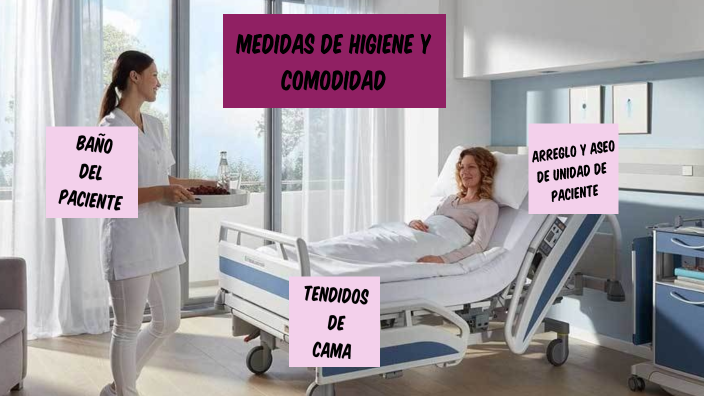 MEDIDAS DE HIGIENE Y
COMODIDAD
BAÑO
DEL
PACIENTE
ARREGLO Y ASEO
DE UNIDAD DE
PACIENTE
TENDIDOS
DE
CAMA